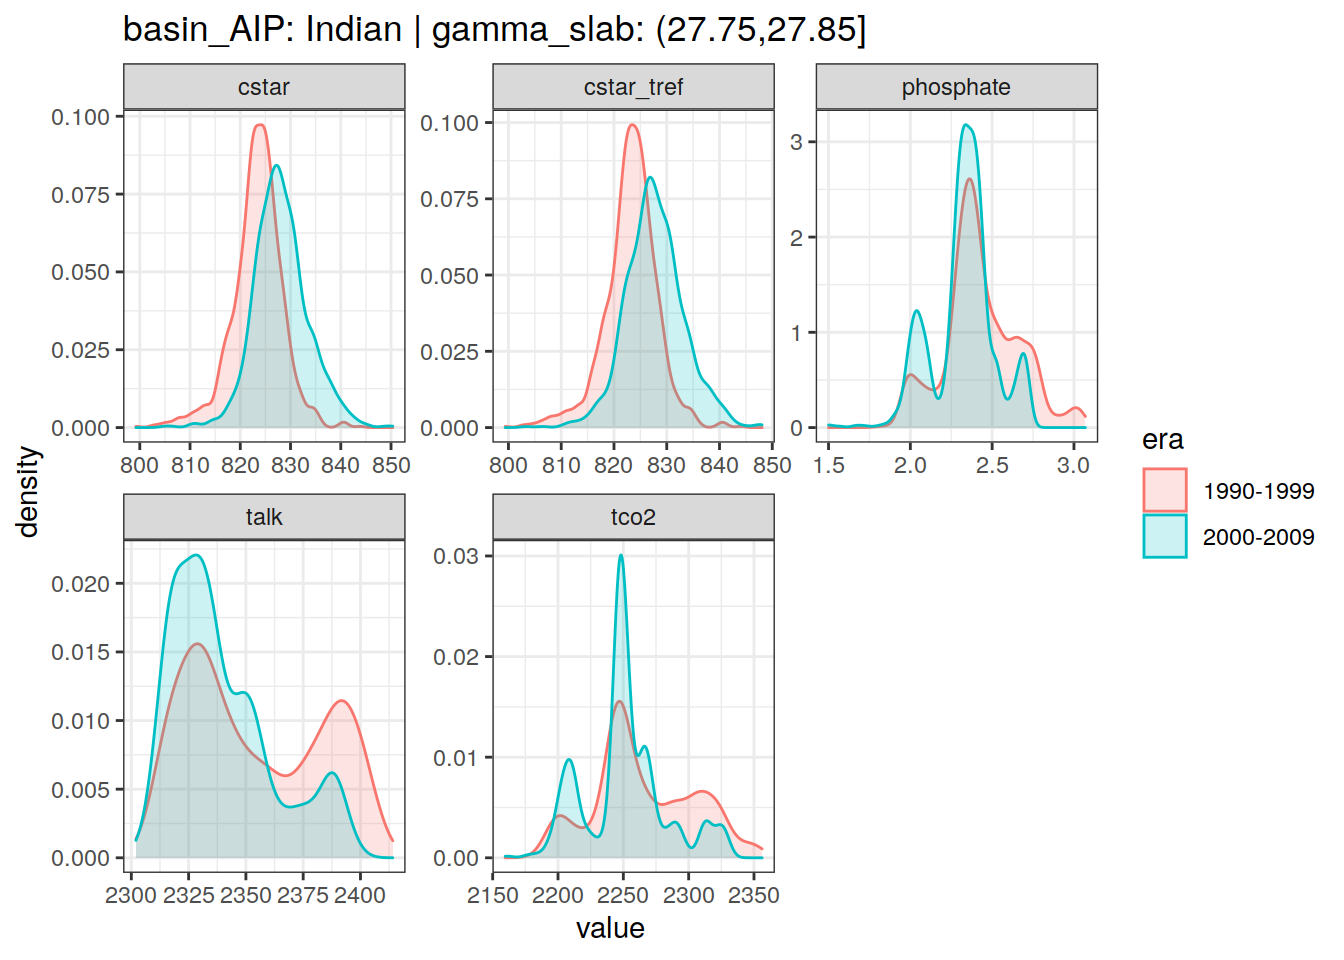 basin_AIP: Indian | gamma_slab: (27.75,27.85]
cstar
cstar_tref
phosphate
0.100
0.075
0.050
0.025
0.000
800 810 820 830 840 850
0.100
0.075
0.050
0.025
0.000
800 810 820 830 840 850
3
2
1
0
1.5 2.0 2.5 3.0
talk
tco2
0.020
0.015
0.010
0.005
0.000
2300 2325 2350 2375 2400
0.03
0.02
0.01
0.00
2150 2200 2250 2300 2350
density
value
era
1990-1999
2000-2009